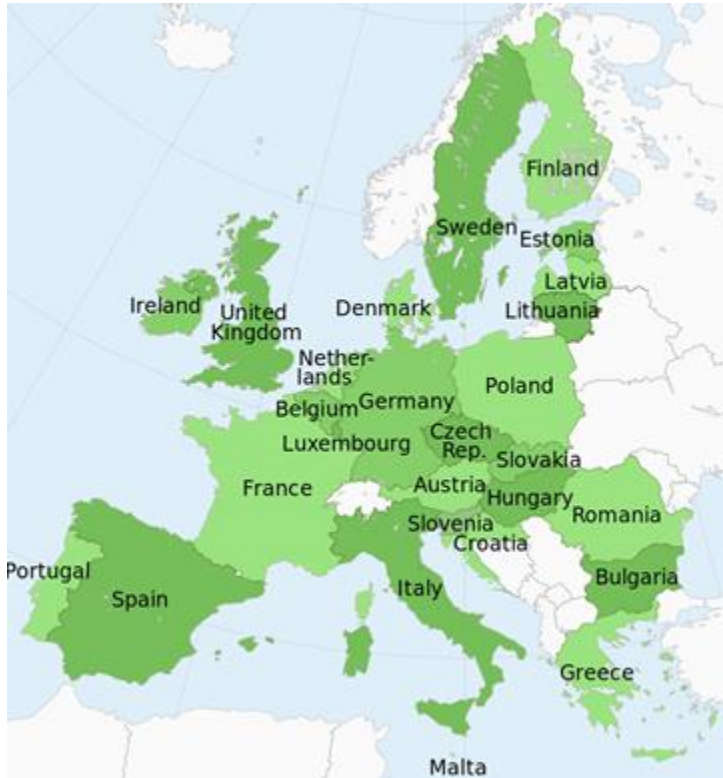 Finland
Sweden
Estonia
Latvia
Ireland
United
Kingdom
Denmark
Lithuania
Nether-
lands
Poland
Belgium
Germany
Luxembourg
Czech
Rep.
Slovakia
France
Austria
Hungary
Slovenia
Romania
Croatia
Portugal
Spain
Italy
Bulgaria
Greece
Malta